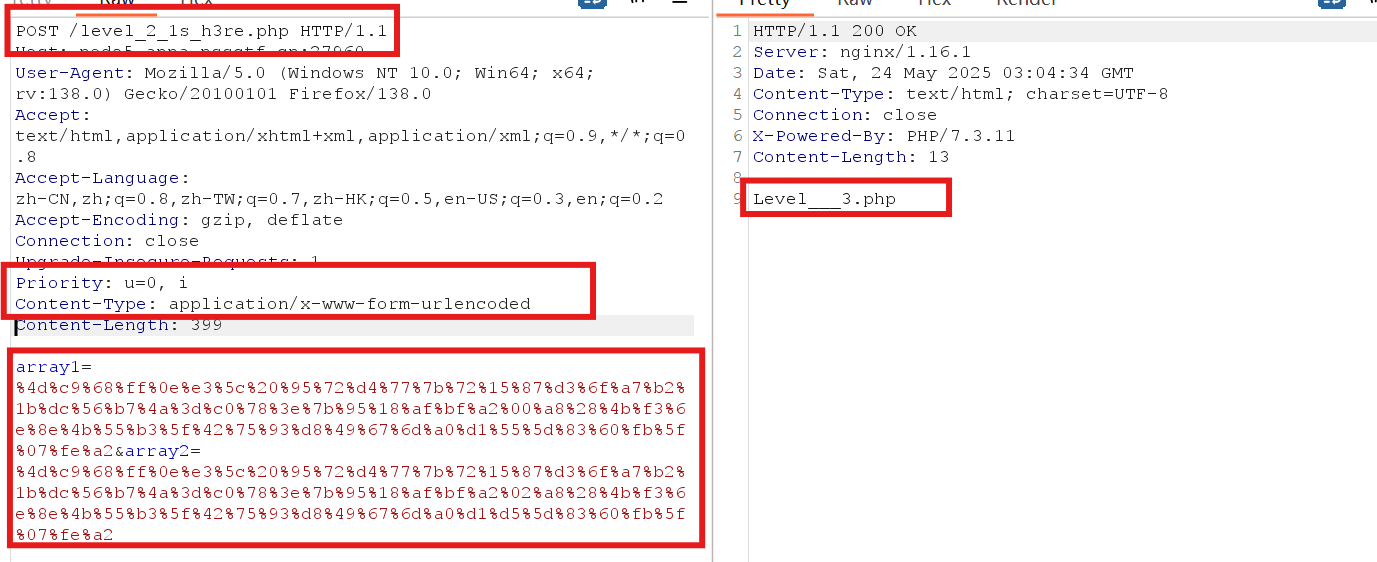 Pretty Raw Hex
POST /level_2_1s_h3re.php HTTP/1.1
User-Agent: Mozilla/5.0 (Windows NT 10.0; Win64; x64;
rv:138.0) Gecko/20100101 Firefox/138.0
Accept:
text/html,application/xhtml+xml,application/xml;q=0.9,*/*;q=0
.8
Accept-Language:
zh-CN,zh;q=0.8,zh-TW;q=0.7,zh-HK;q=0.5,en-US;q=0.3,en;q=0.2
Accept-Encoding: gzip, deflate
Connection: close
Upgrade-Insecure-Requests: 1
Priority: u=0, i
Content-Type: application/x-www-form-urlencoded
Content-Length: 399
array1=
%4d%c9%68%ff%0e%e3%5c%20%95%72%d4%77%7b%72%15%87%d3%6f%a7%b2%
1b%dc%56%b7%4a%3d%c0%78%3e%7b%95%18%af%bf%a2%00%a8%28%4b%f3%6
e%8e%4b%55%b3%5f%42%75%93%d8%49%67%6d%a0%d1%55%5d%83%60%fb%5f
%07%fe%a2&array2=
%4d%c9%68%ff%0e%e3%5c%20%95%72%d4%77%7b%72%15%87%d3%6f%a7%b2%
1b%dc%56%b7%4a%3d%c0%78%3e%7b%95%18%af%bf%a2%02%a8%28%4b%f3%6
e%8e%4b%55%b3%5f%42%75%93%d8%49%67%6d%a0%d1%d5%5d%83%60%fb%5f
%07%fe%a2
Pretty Raw Hex Render
1 HTTP/1.1 200 OK
2 Server: nginx/1.16.1
3 Date: Sat, 24 May 2025 03:04:34 GMT
4 Content-Type: text/html; charset=UTF-8
5 Connection: close
6 X-Powered-By: PHP/7.3.11
7 Content-Length: 13
8
9 Level___3.php